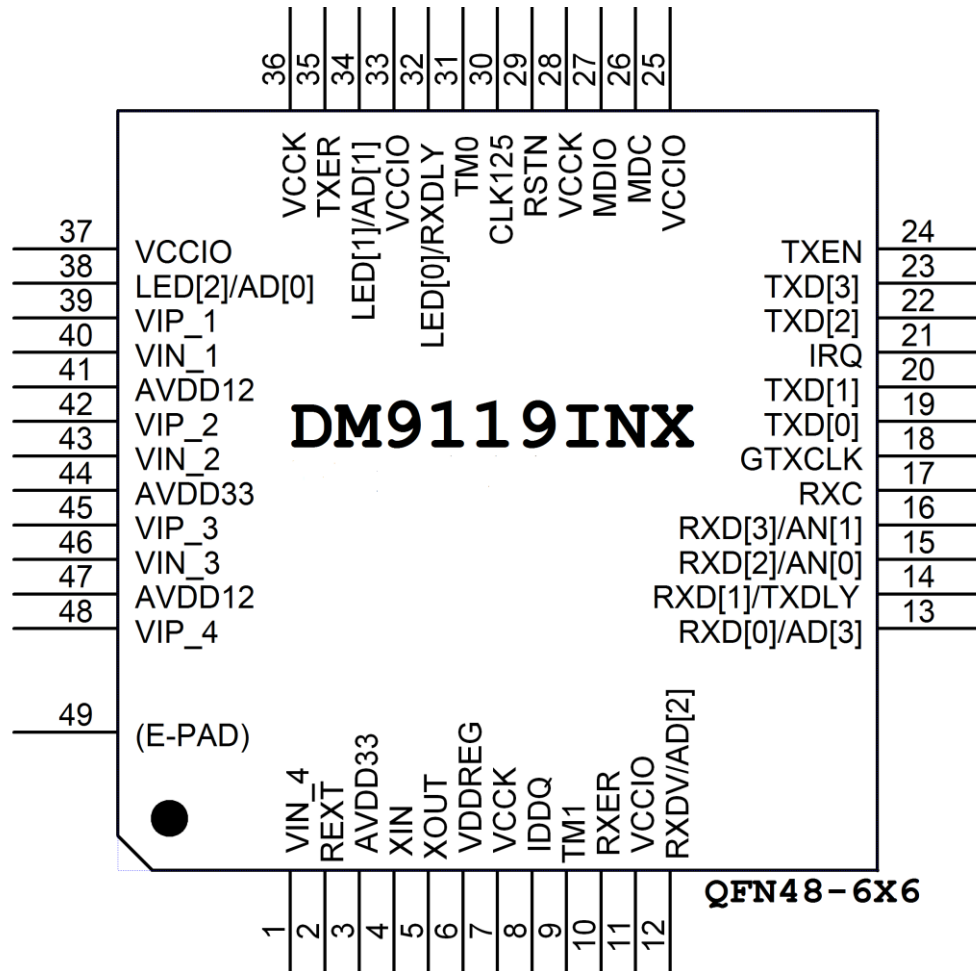 36
35
34
33
32
31
30
29
28
27
26
25
VCCK
TXER
LED[1]/AD[1]
VCCIO
LED[0]/RXDLY
TM0
CLK125
RSTN
VCCK
MDIO
MDC
VCCIO
37
VCCIO
38
LED[2]/AD[0]
39
VIP_1
40
VIN_1
41
AVDD12
42
VIP_2
43
VIN_2
44
AVDD33
45
VIP_3
46
VIN_3
47
AVDD12
48
VIP_4
49
(E-PAD)
DM9119INX
24
TXEN
23
TXD[3]
22
TXD[2]
21
IRQ
20
TXD[1]
19
TXD[0]
18
GTXCLK
17
RXC
16
RXD[3]/AN[1]
15
RXD[2]/AN[0]
14
RXD[1]/TXDLY
13
RXD[0]/AD[3]
VIN_4
REXT
AVDD33
XIN
XOUT
VDDREG
VCCK
IDDQ
TM1
RXER
VCCIO
RXDV/AD[2]
QFN48-6X6
1
2
3
4
5
6
7
8
9
10
11
12